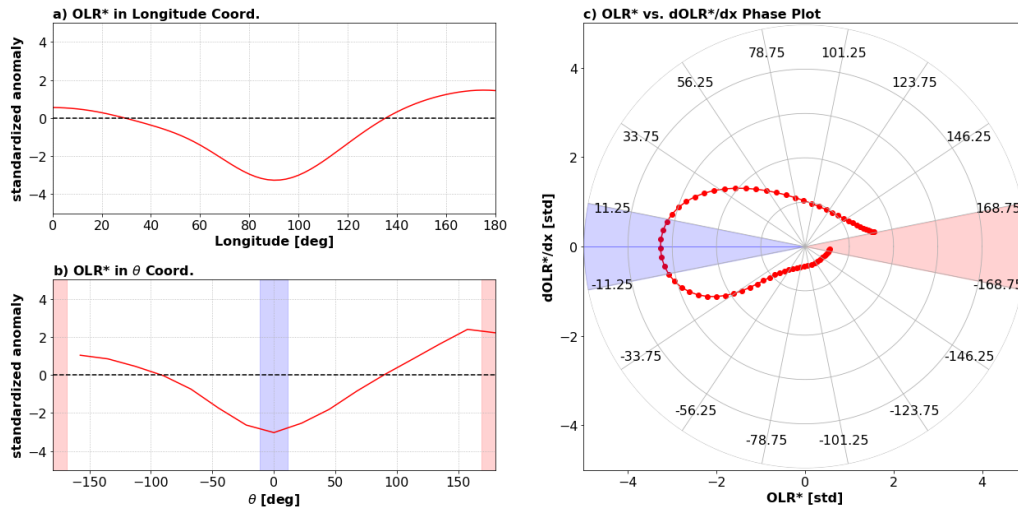 a) OLR* in Longitude Coord.
standardized anomaly
4
2
0
−2
−4
0 20 40 60 80 100 120 140 160 180
Longitude [deg]
b) OLR* in θ Coord.
standardized anomaly
4
2
0
−2
−4
−150 −100 −50 0 50 100 150
θ [deg]
c) OLR* vs. dOLR*/dx Phase Plot
dOLR*/dx [std]
4
2
0
−2
−4
78.75 101.25
56.25 123.75
33.75 146.25
11.25 168.75
-11.25 -168.75
-33.75 -146.25
-56.25 -123.75
-78.75 -101.25
−4 −2 0 2 4
OLR* [std]